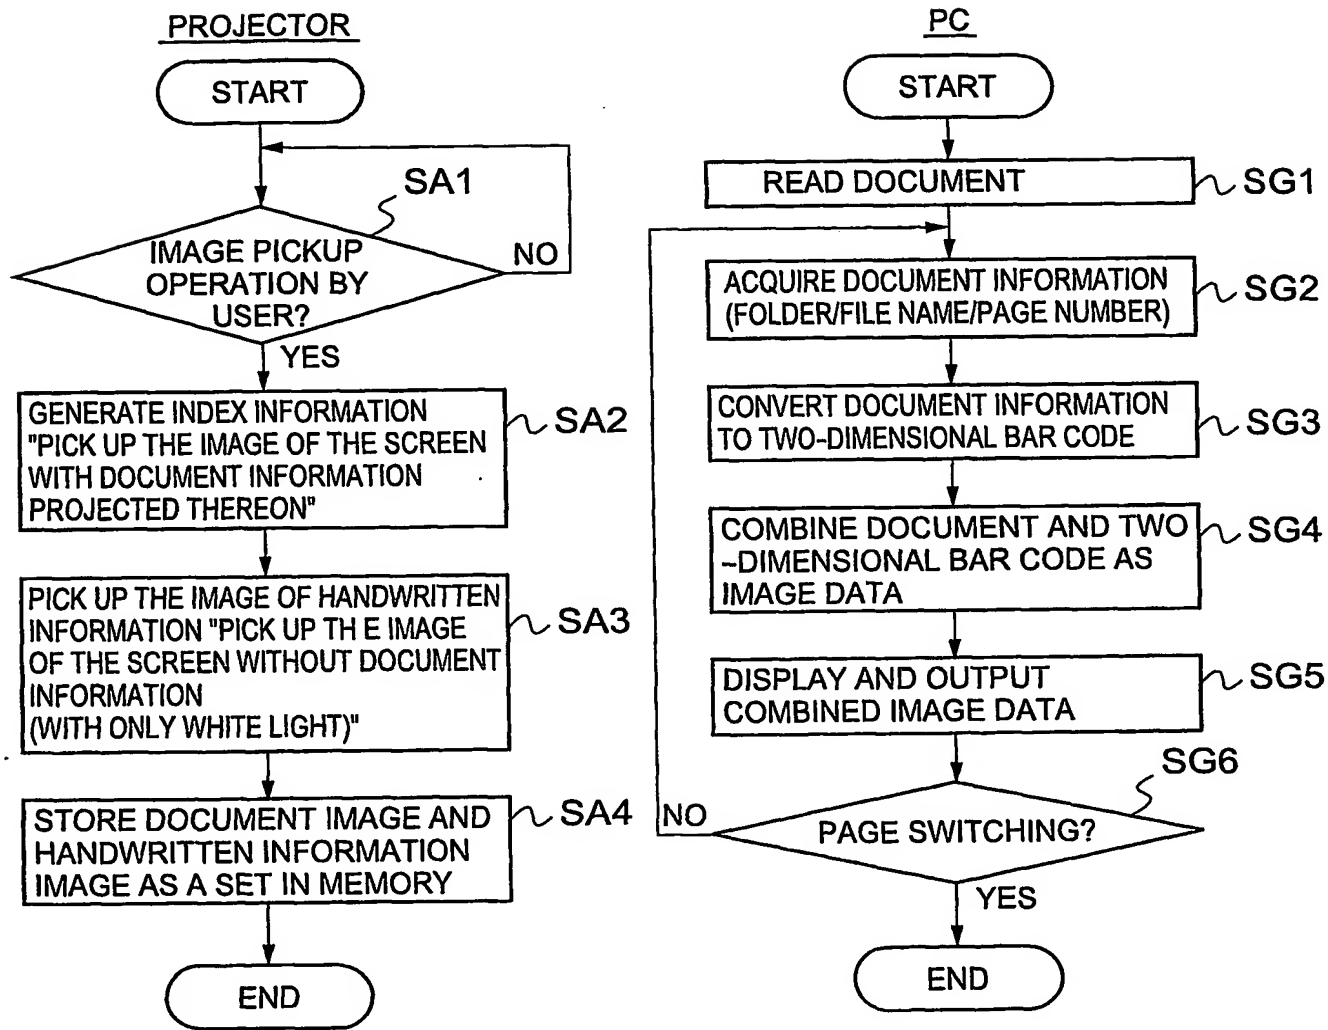 PROJECTOR
START
SA1
IMAGE PICKUP
OPERATION BY
USER?
NO
YES
GENERATE INDEX INFORMATION
"PICK UP THE IMAGE OF THE SCREEN
WITH DOCUMENT INFORMATION
PROJECTED THEREON"
SA2
PICK UP THE IMAGE OF HANDWRITTEN
INFORMATION "PICK UP TH E IMAGE
OF THE SCREEN WITHOUT DOCUMENT
INFORMATION
(WITH ONLY WHITE LIGHT)"
SA3
STORE DOCUMENT IMAGE AND
HANDWRITTEN INFORMATION
IMAGE AS A SET IN MEMORY
SA4
END
PC
START
READ DOCUMENT
SG1
ACQUIRE DOCUMENT INFORMATION
(FOLDER/FILE NAME/PAGE NUMBER)
SG2
CONVERT DOCUMENT INFORMATION
TO TWO-DIMENSIONAL BAR CODE
SG3
COMBINE DOCUMENT AND TWO
-DIMENSIONAL BAR CODE AS
IMAGE DATA
SG4
DISPLAY AND OUTPUT
COMBINED IMAGE DATA
SG5
SG6
NO
PAGE SWITCHING?
YES
END